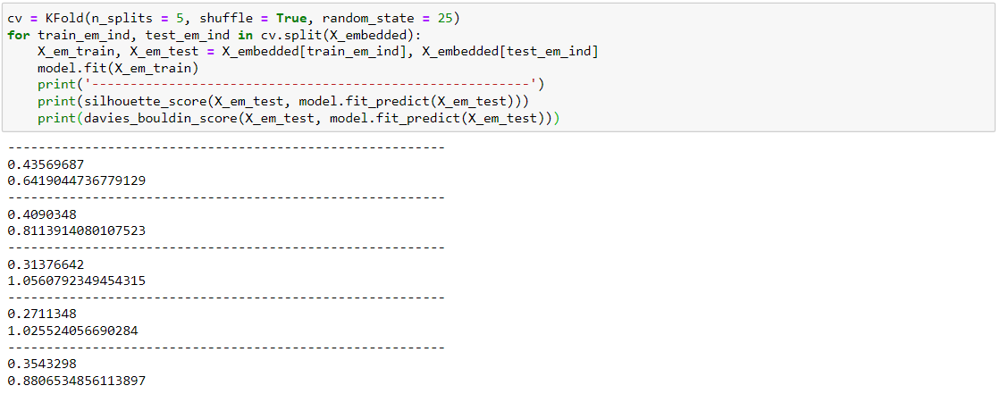 cv = KFold(n_splits = 5, shuffle = True, random_state = 25)
for train_em_ind, test_em_ind in cv.split(X_embedded):
    X_em_train, X_em_test = X_embedded[train_em_ind], X_embedded[test_em_ind]
    model.fit(X_em_train)
    print('----------------------------------------------------------')
    print(silhouette_score(X_em_test, model.fit_predict(X_em_test)))
    print(davies_bouldin_score(X_em_test, model.fit_predict(X_em_test)))
----------------------------------------------------------
0.43569687
0.6419044736779129
----------------------------------------------------------
0.4090348
0.8113914080107523
----------------------------------------------------------
0.31376642
1.0560792349454315
----------------------------------------------------------
0.2711348
1.025524056690284
----------------------------------------------------------
0.3543298
0.8806534856113897